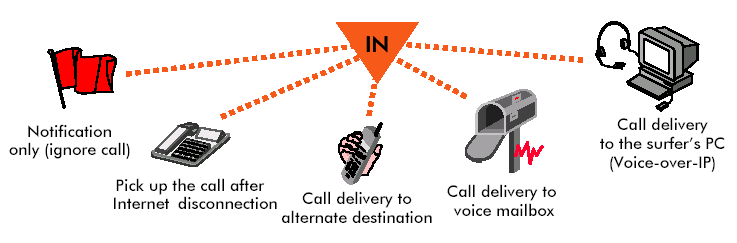 IN
Notification
only (ignore call)
Pick up the call after
Internet disconnection
Call delivery to
alternate destination
Call delivery to
voice mailbox
Call delivery
to the surfer's PC
(Voice-over-IP)